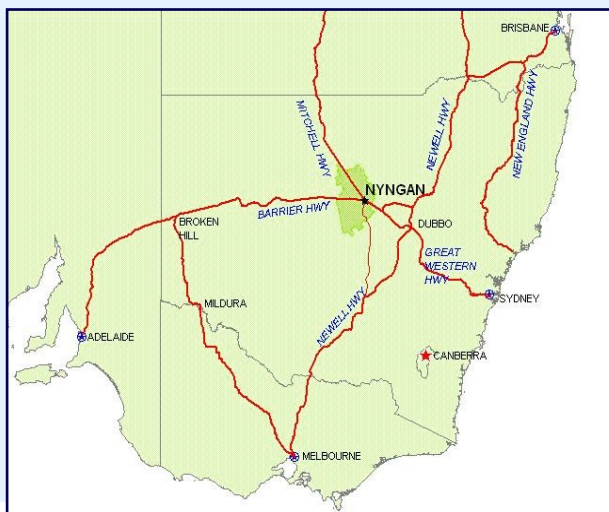 BRISBANE
MITCHELL HWY
NEWELL HWY
NEW ENGLAND HWY
NYNGAN
BARRIER HWY
BROKEN
HILL
DUBBO
GREAT
WESTERN
HWY
SYDNEY
MILDURA
NEWELL HWY
ADELAIDE
CANBERRA
MELBOURNE